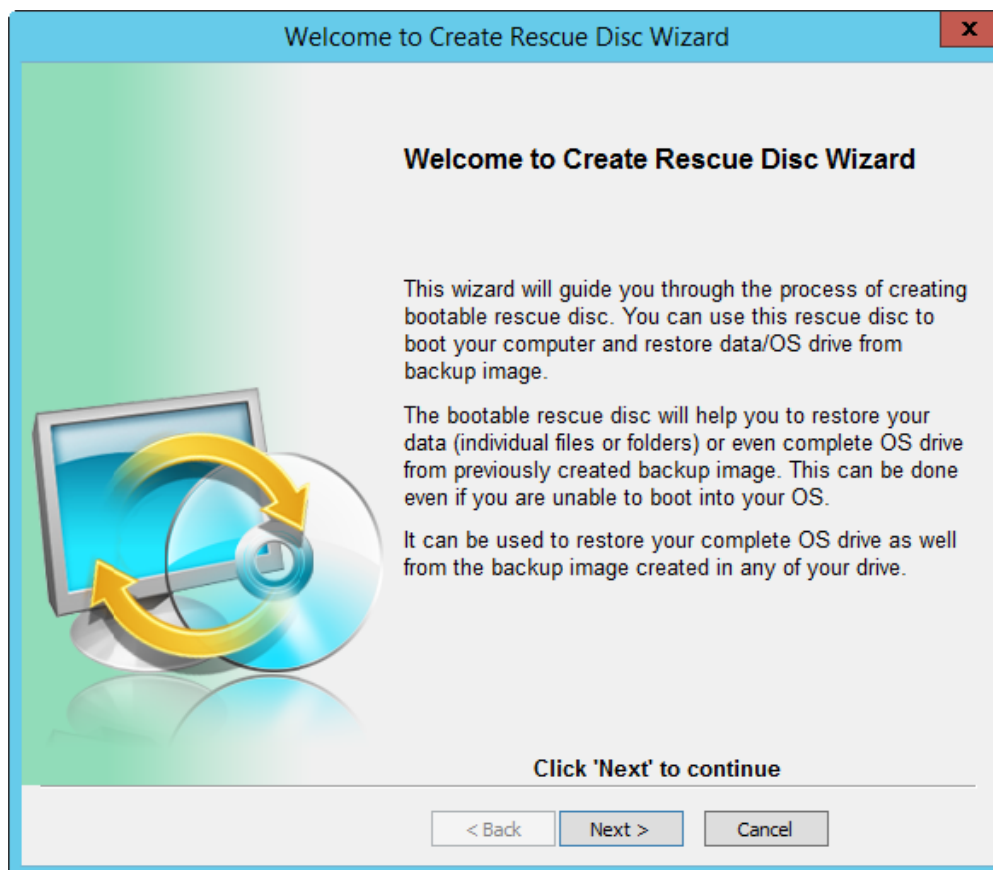 Welcome to Create Rescue Disc Wizard
x
Welcome to Create Rescue Disc Wizard
This wizard will guide you through the process of creating
bootable rescue disc. You can use this rescue disc to
boot your computer and restore data/OS drive from
backup image.
The bootable rescue disc will help you to restore your
data (individual files or folders) or even complete OS drive
from previously created backup image. This can be done
even if you are unable to boot into your OS.
It can be used to restore your complete OS drive as well
from the backup image created in any of your drive.
Click 'Next' to continue
< Back Next > Cancel